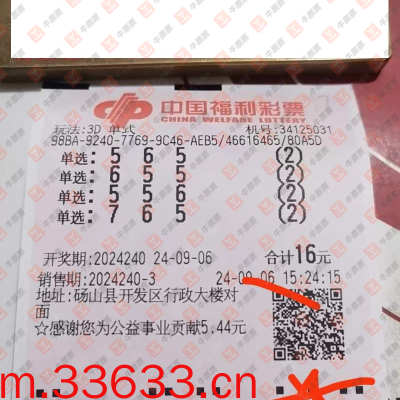 中国福利彩票
CHINA WELFARE LOTTERY
玩法:3D 单式 机号:34125031
98BA-9240-7769-9C46-AEB5/46616465/80A5D
单选: 5 6 5 (2)
单选: 6 5 5 (2)
单选: 5 5 6 (2)
单选: 7 6 5 (2)
开奖期:2024240 24-09-06 合计16元
销售期:2024240-3 24-09-06 15:24:15
地址:砀山县开发区行政大楼对
面
☆感谢您为公益事业贡献5.44元
m.33633.cn